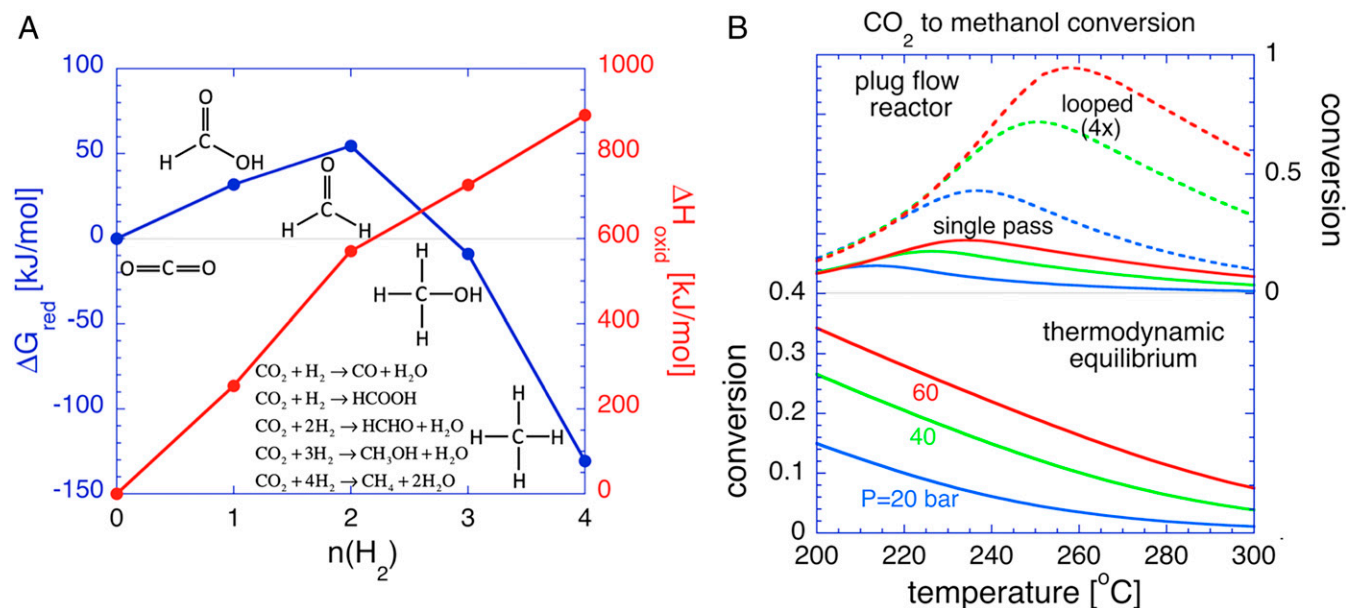 A
ΔG red [kJ/mol]
100
50
0
-50
-100
-150
1000
800
600
400
200
0
ΔH oxid [kJ/mol]
O
H C OH
O
H C H
O=C=O
H
H-C-OH
H
H
H-C-H
H
CO₂ + H₂ → CO + H₂O
CO₂ + H₂ → HCOOH
CO₂ + 2H₂ → HCHO + H₂O
CO₂ + 3H₂ → CH₃OH + H₂O
CO₂ + 4H₂ → CH₄ + 2H₂O
0 1 2 3 4
n(H₂)
B
CO₂ to methanol conversion
plug flow
reactor
looped
(4x)
single pass
1
0.5
0
conversion
thermodynamic
equilibrium
60
40
P=20 bar
0.4
0.3
0.2
0.1
0
conversion
200 220 240 260 280 300
temperature [°C]